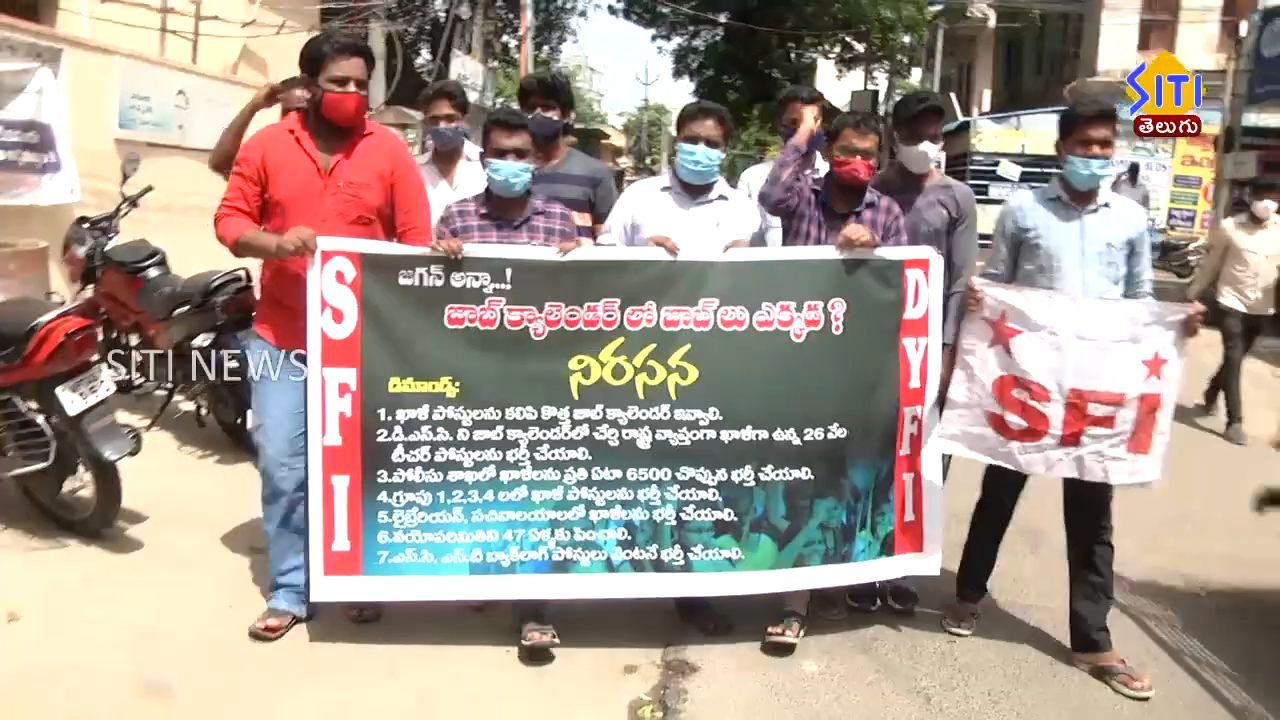 SITI
తెలుగు
SITI NEWS
SFI
DYFI
జగన్ అన్నా...!
జాబ్ క్యాలెండర్ లో జాబ్ లు ఎక్కడ ?
నిరసన
డిమాండ్స్:
1. ఖాళీ పోస్టులను కలిపి కొత్త జాబ్ క్యాలెండర్ ఇవ్వాలి.
2.డి.ఎస్.సి. ని జాబ్ క్యాలెండర్‌లో చేర్చి రాష్ట్ర వ్యాప్తంగా ఖాళీగా ఉన్న 26 వేల
టీచర్ పోస్టులను భర్తీ చేయాలి.
3.పోలీసు శాఖలో ఖాళీలను ప్రతి ఏటా 6500 చొప్పున భర్తీ చేయాలి.
4.గ్రూపు 1,2,3,4 లలో ఖాళీ పోస్టులను భర్తీ చేయాలి.
5.లైబ్రేరియన్, సచివాలయాలలో ఖాళీలను భర్తీ చేయాలి.
6.వయోపరిమితిని 47 ఏళ్ళకు పెంచాలి.
7.ఎస్.సి, ఎస్.టి బ్యాక్‌లాగ్ పోస్టులు వెంటనే భర్తీ చేయాలి.
SFI